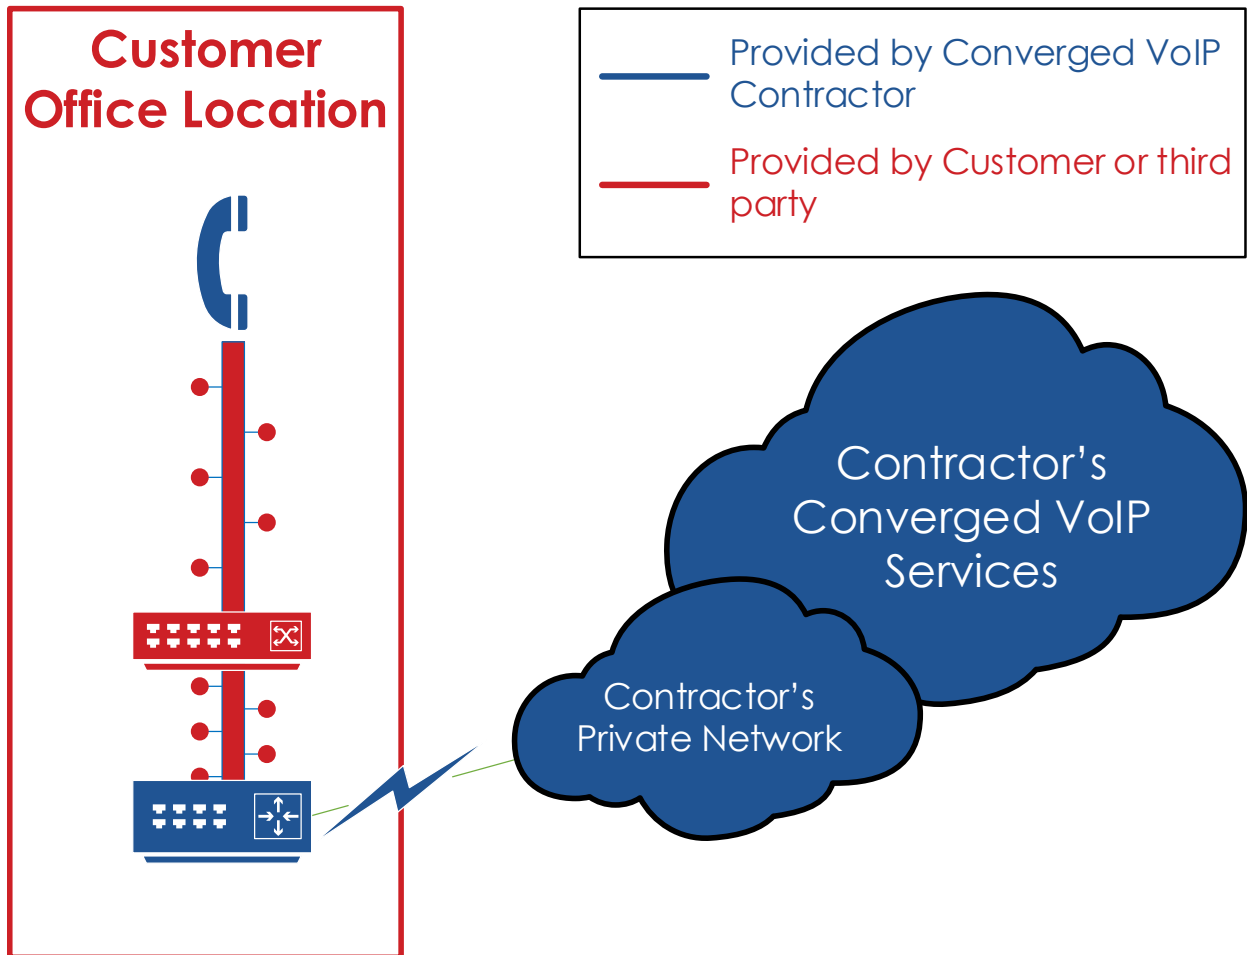 Customer
Office Location
Provided by Converged VoIP
Contractor
Provided by Customer or third
party
Contractor’s
Converged VoIP
Services
Contractor’s
Private Network